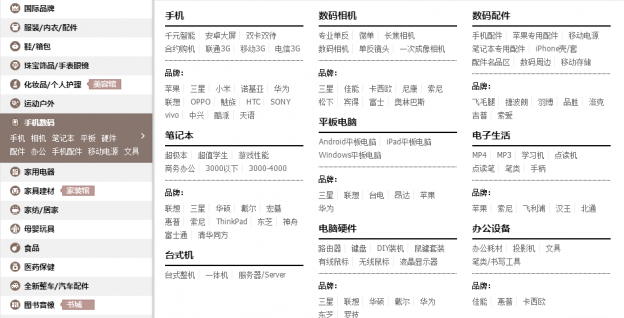 国际品牌
服装/内衣/配件
鞋/箱包
珠宝饰品/手表眼镜
化妆品/个人护理 美容馆
运动户外
手机数码
手机 相机 笔记本 平板 硬件
配件 办公 手机配件 移动电源 文具
家用电器
家具建材 家装馆
家纺/居家
母婴玩具
食品
医药保健
全新整车/汽车配件
图书音像 书城
手机
千元智能 安卓大屏 双卡双待
合约购机 联通3G 移动3G 电信3G
品牌:
苹果 三星 小米 诺基亚 华为
联想 OPPO 魅族 HTC SONY
vivo 中兴 酷派 天语
笔记本
超极本 超值学生 游戏性能
商务办公 3000以下 3000-4000
品牌:
联想 三星 华硕 戴尔 宏碁
惠普 索尼 ThinkPad 东芝 神舟
富士通 清华同方
台式机
台式整机 一体机 服务器/Server
数码相机
专业单反 微单 长焦相机
数码相机 单反镜头 一次成像相机
品牌:
三星 佳能 卡西欧 尼康 索尼
松下 宾得 富士 奥林巴斯
平板电脑
Android平板电脑 iPad平板电脑
Windows平板电脑
品牌:
三星 联想 台电 昂达 苹果
华为
电脑硬件
路由器 键盘 DIY装机 鼠键套装
有线鼠标 无线鼠标 液晶显示器
品牌:
三星 联想 华硕 戴尔 华为
东芝 罗技
数码配件
手机配件 苹果专用配件 移动电源
笔记本专用配件 iPhone壳/套
配件名品区 数码周边 移动存储
品牌:
飞毛腿 捷波朗 羽博 品胜 洛克
吉普 索爱
电子生活
MP4 MP3 学习机 点读机
点读笔 笔类 手柄
品牌:
苹果 索尼 飞利浦 汉王 北通
办公设备
办公耗材 投影机 文具
笔类/书写工具
品牌:
佳能 惠普 卡西欧